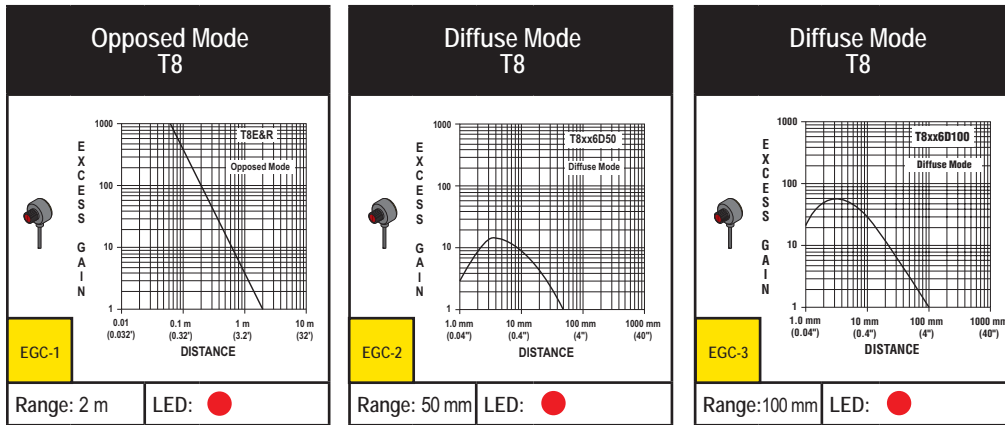 Opposed Mode
T8
EXCESS GAIN
1000
100
10
1
T8E&R
Opposed Mode
0.01 0.1 m 1 m 10 m
(0.032') (0.32') (3.2') (32')
DISTANCE
EGC-1
Range: 2 m LED:
Diffuse Mode
T8
EXCESS GAIN
1000
100
10
1
T8xx6D50
Diffuse Mode
1.0 mm 10 mm 100 mm 1000 mm
(0.04") (0.4") (4") (40")
DISTANCE
EGC-2
Range: 50 mm LED:
Diffuse Mode
T8
EXCESS GAIN
1000
100
10
1
T8xx6D100
Diffuse Mode
1.0 mm 10 mm 100 mm 1000 mm
(0.04") (0.4") (4") (40")
DISTANCE
EGC-3
Range:100 mm LED: